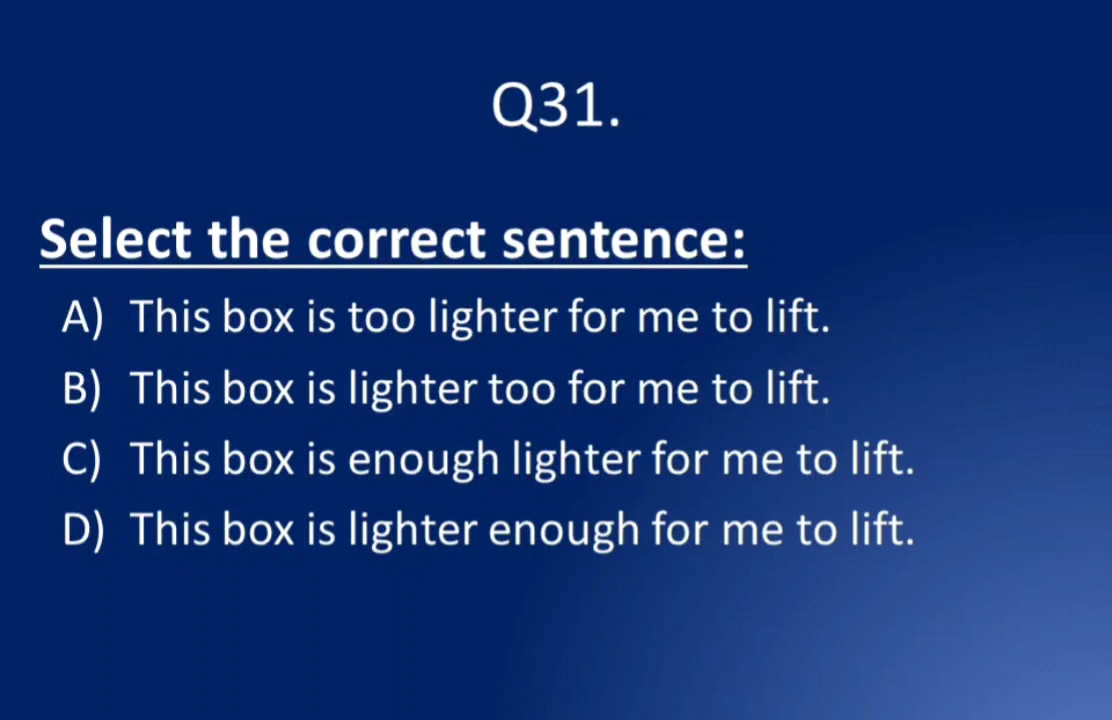 Q31.
Select the correct sentence:
A) This box is too lighter for me to lift.
B) This box is lighter too for me to lift.
C) This box is enough lighter for me to lift.
D) This box is lighter enough for me to lift.